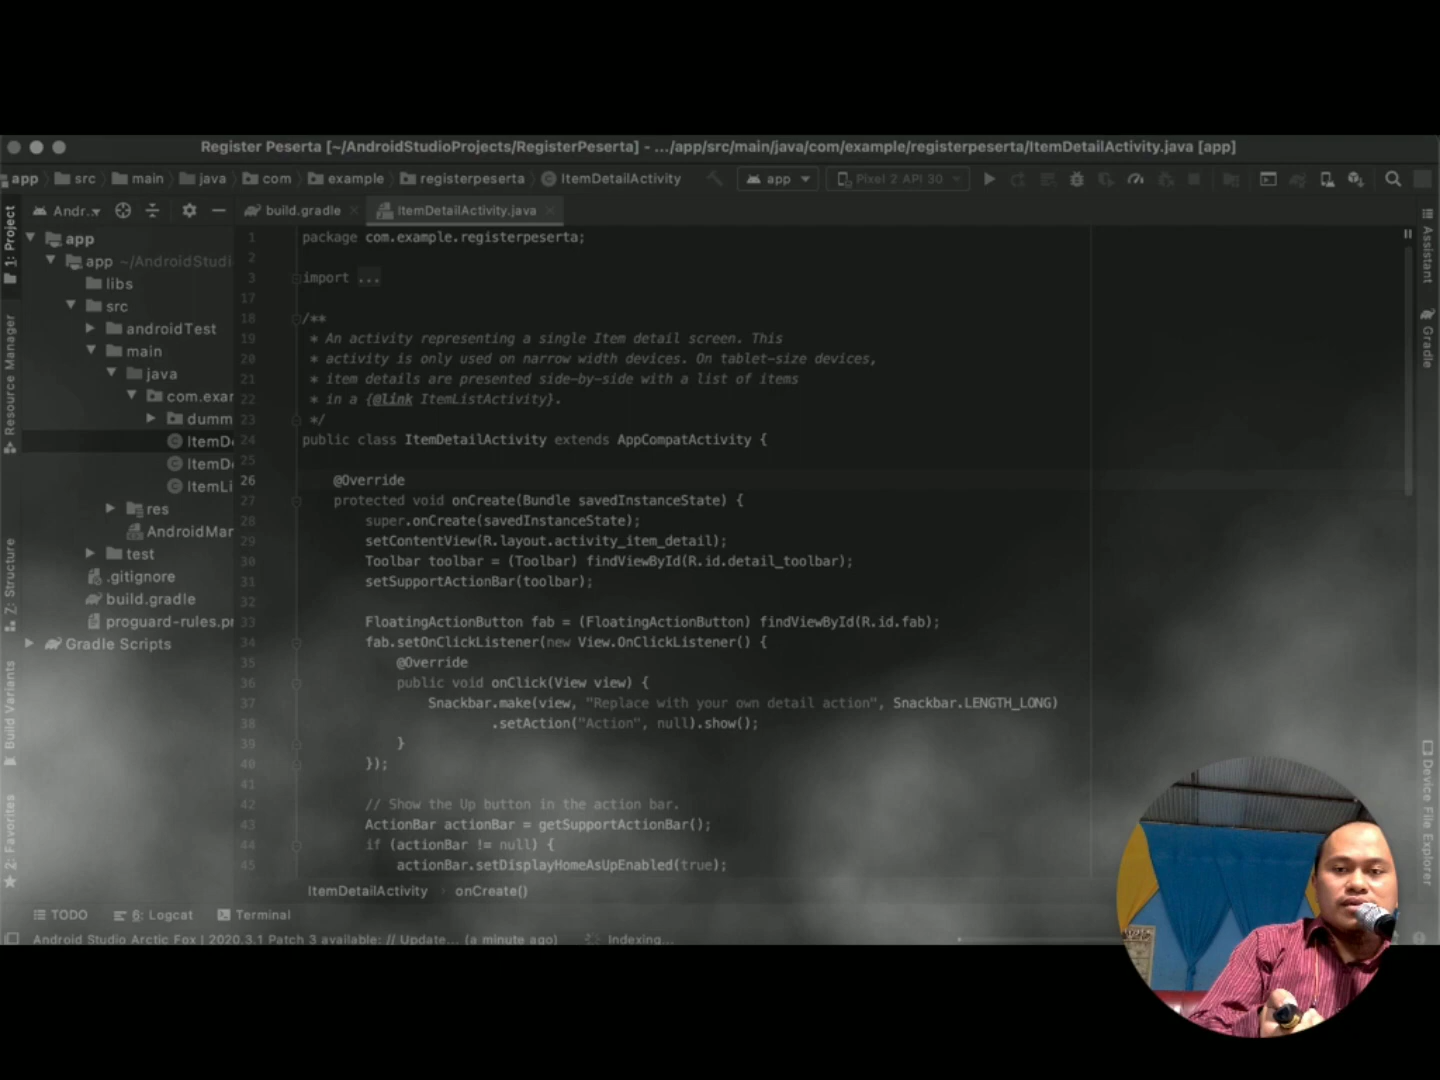 Register Peserta [~/AndroidStudioProjects/RegisterPeserta] - .../app/src/main/java/com/example/registerpeserta/ItemDetailActivity.java [app]
app src main java com example registerpeserta ItemDetailActivity app Pixel 2 API 30
Andr... build.gradle ItemDetailActivity.java
1: Project
Resource Manager
Z: Structure
Build Variants
2: Favorites
app
app ~/AndroidStudi
libs
src
androidTest
main
java
com.exar
dumm
ItemD
ItemD
ItemLi
res
AndroidMar
test
.gitignore
build.gradle
proguard-rules.pr
Gradle Scripts
1 package com.example.registerpeserta;
2
3 import ...
17
18 /**
19 * An activity representing a single Item detail screen. This
20 * activity is only used on narrow width devices. On tablet-size devices,
21 * item details are presented side-by-side with a list of items
22 * in a {@link ItemListActivity}.
23 */
24 public class ItemDetailActivity extends AppCompatActivity {
25
26 @Override
27 protected void onCreate(Bundle savedInstanceState) {
28 super.onCreate(savedInstanceState);
29 setContentView(R.layout.activity_item_detail);
30 Toolbar toolbar = (Toolbar) findViewById(R.id.detail_toolbar);
31 setSupportActionBar(toolbar);
32
33 FloatingActionButton fab = (FloatingActionButton) findViewById(R.id.fab);
34 fab.setOnClickListener(new View.OnClickListener() {
35 @Override
36 public void onClick(View view) {
37 Snackbar.make(view, "Replace with your own detail action", Snackbar.LENGTH_LONG)
38 .setAction("Action", null).show();
39 }
40 });
41
42 // Show the Up button in the action bar.
43 ActionBar actionBar = getSupportActionBar();
44 if (actionBar != null) {
45 actionBar.setDisplayHomeAsUpEnabled(true);
ItemDetailActivity onCreate()
Assistant
Gradle
Device File Explorer
TODO 6: Logcat Terminal
Android Studio Arctic Fox | 2020.3.1 Patch 3 available: // Update... (a minute ago) Indexing...